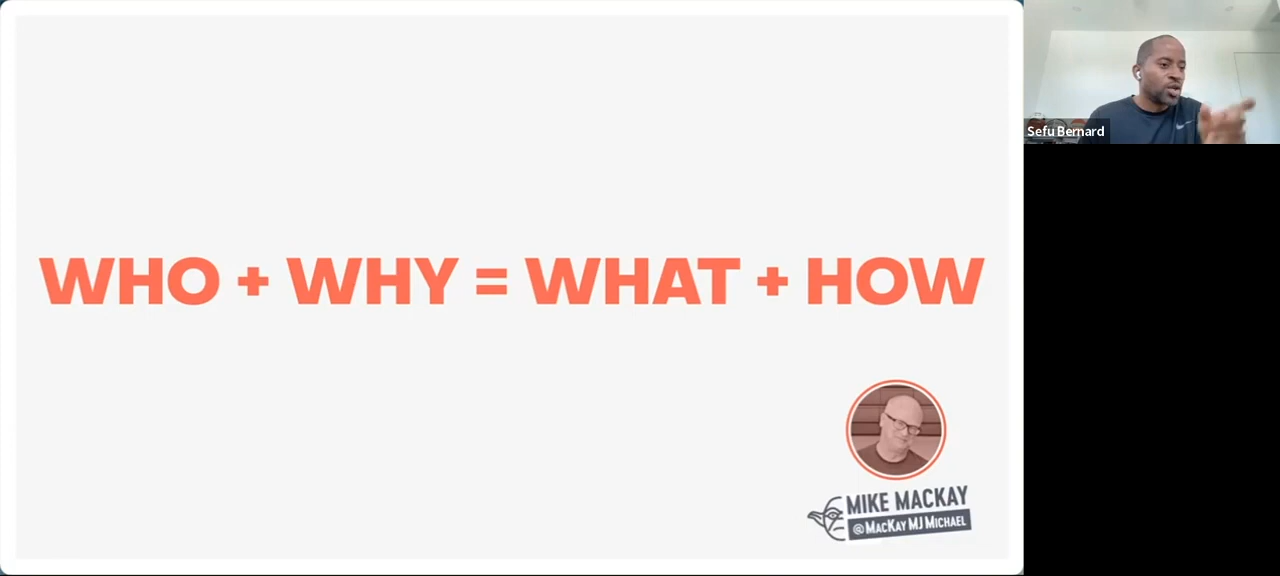 WHO + WHY = WHAT + HOW
MIKE MACKAY
@MACKAY MJ MICHAEL
Sefu Bernard